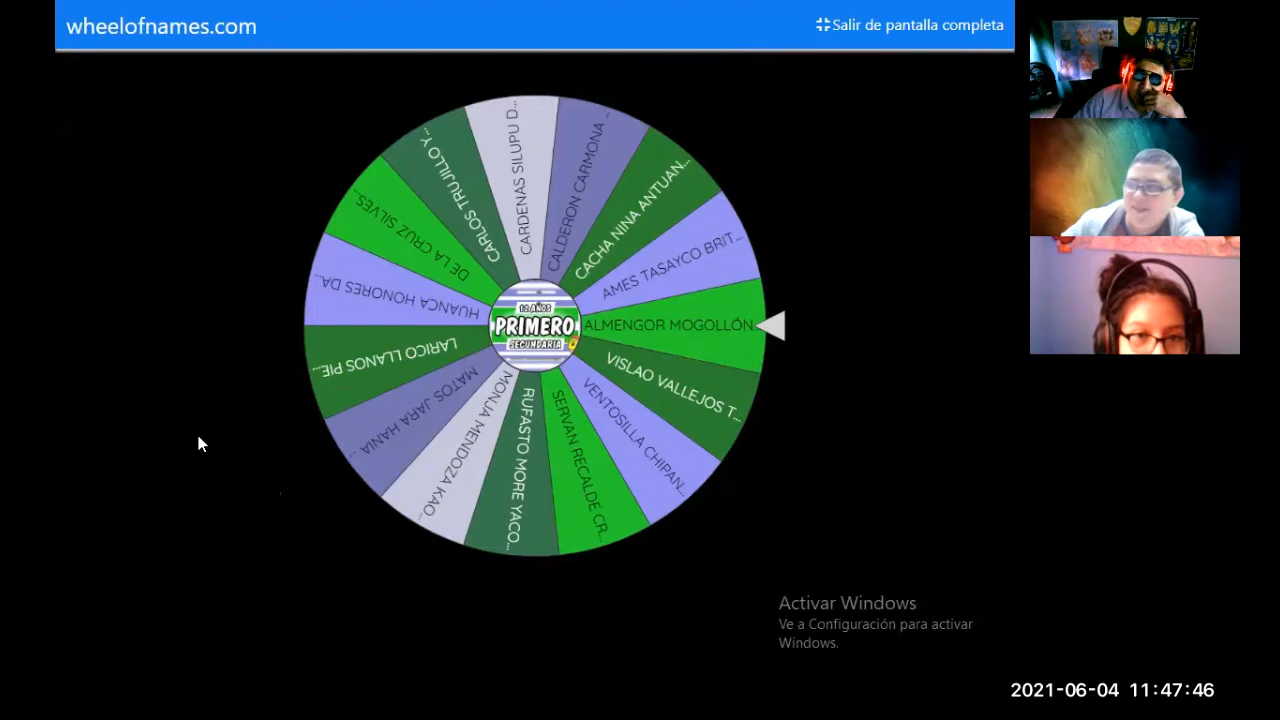 wheelofnames.com
Salir de pantalla completa
CARDENAS SILUPU D...
CALDERON CARMONA ...
CACHA NINA ANTUAN...
AMES TASAYCO BRIT...
ALMENGOR MOGOLLÓN...
VISLAO VALLEJOS T...
VENTOSILLA CHIPAN...
SERVAN RECALDE CR...
RUFASTO MORE YACO...
MONJA MENDOZA KAO...
MATOS JARA HANIA ...
LARICO LLANOS PIE...
HUANCA HONORES DA...
DE LA CRUZ SILVES...
CARLOS TRUJILLO Y...
12 AÑOS
PRIMERO
SECUNDARIA
Activar Windows
Ve a Configuración para activar
Windows.
2021-06-04 11:47:46